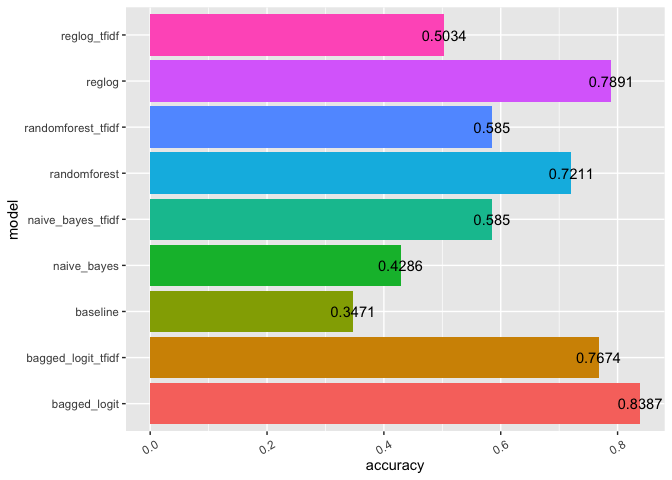 reglog_tfidf 0.5034
reglog 0.7891
randomforest_tfidf 0.585
randomforest 0.7211
naive_bayes_tfidf 0.585
naive_bayes 0.4286
baseline 0.3471
bagged_logit_tfidf 0.7674
bagged_logit 0.8387
model
0.0 0.2 0.4 0.6 0.8
accuracy